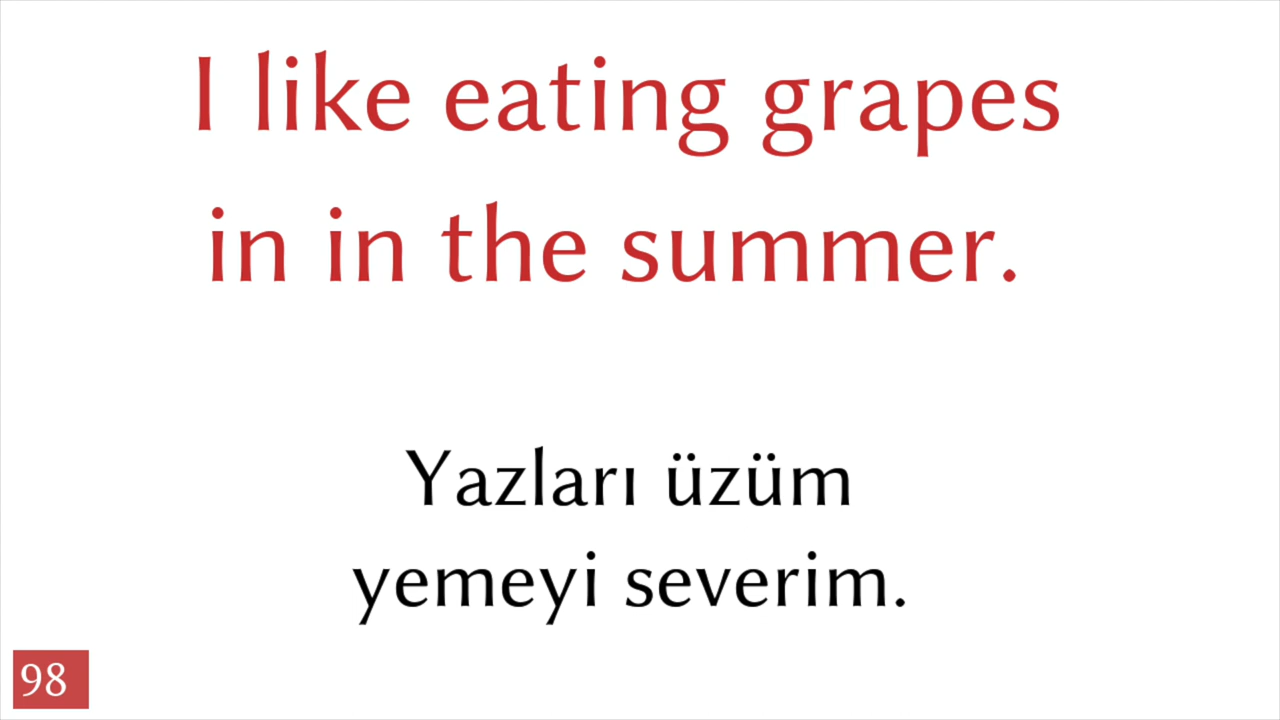 I like eating grapes
in in the summer.
Yazları üzüm
yemeyi severim.
98